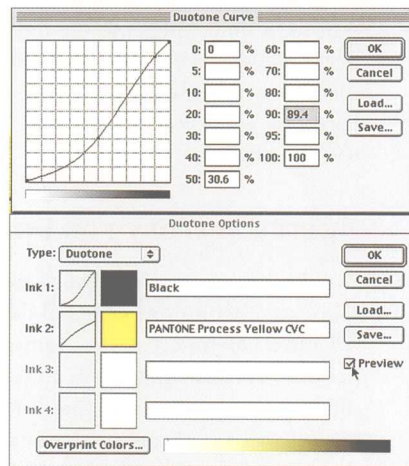 Duotone Curve
0: 0 % 60: % OK
5: % 70: % Cancel
10: % 80: %
20: % 90: 89.4 % Load...
30: % 95: % Save...
40: % 100: 100 %
50: 30.6 %
Duotone Options
Type: Duotone OK
Ink 1: Black Cancel
Load...
Ink 2: PANTONE Process Yellow CVC Save...
Ink 3: Preview
Ink 4:
Overprint Colors...